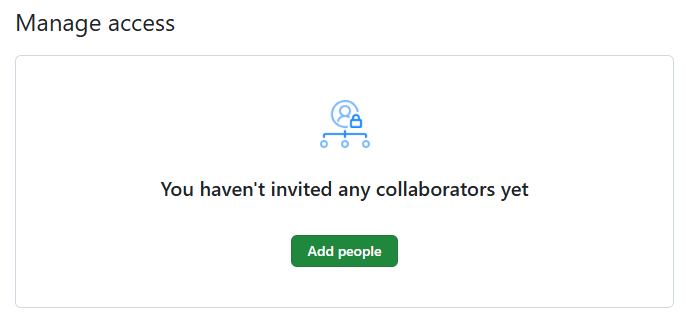 Manage access
You haven't invited any collaborators yet
Add people